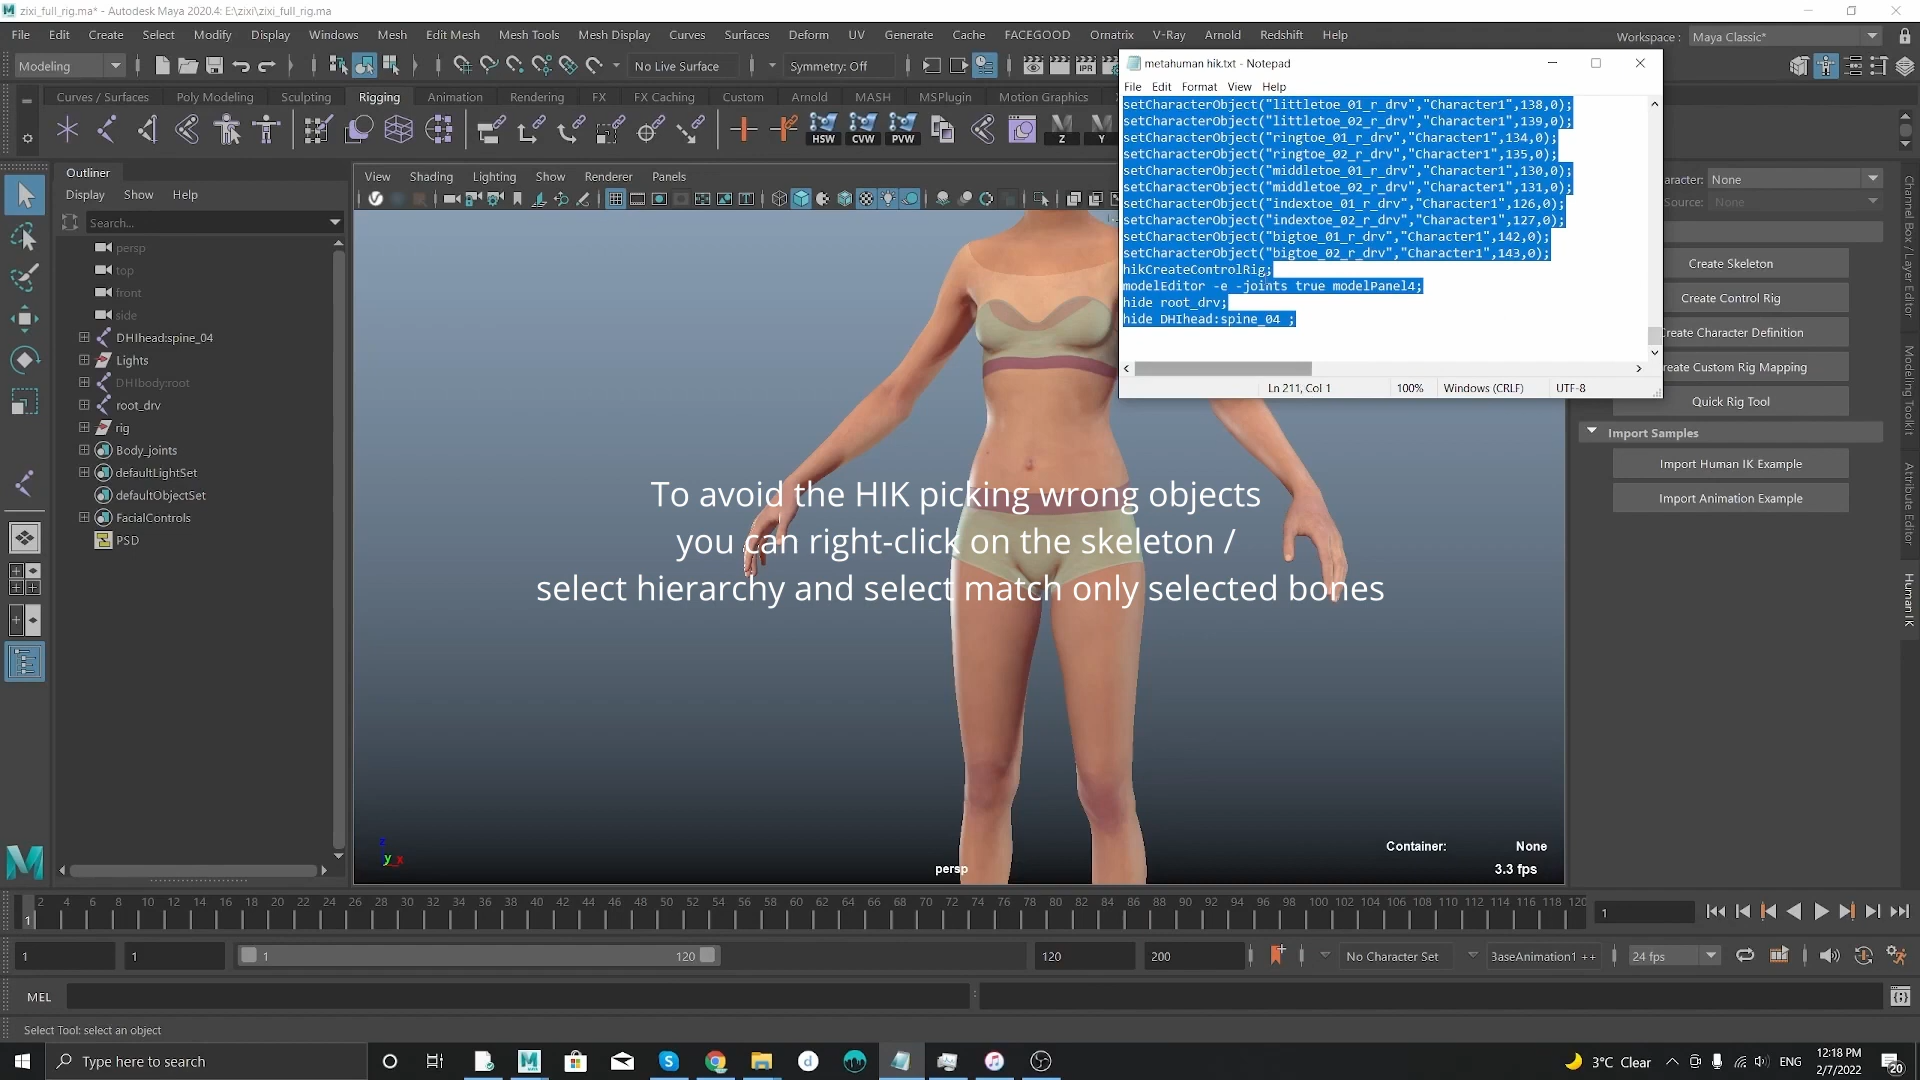 zixi_full_rig.ma* - Autodesk Maya 2020.4: E:\zixi\zixi_full_rig.ma
File Edit Create Select Modify Display Windows Mesh Edit Mesh Mesh Tools Mesh Display Curves Surfaces Deform UV Generate Cache FACEGOOD Ornatrix V-Ray Arnold Redshift Help
Workspace : Maya Classic*
Modeling
No Live Surface
Symmetry: Off
IPR
Curves / Surfaces Poly Modeling Sculpting Rigging Animation Rendering FX FX Caching Custom Arnold MASH MSPlugin Motion Graphics
HSW CVW PVW Z Y
Outliner
Display Show Help
Search...
persp
top
front
side
DHIhead:spine_04
Lights
DHIbody:root
root_drv
rig
Body_joints
defaultLightSet
defaultObjectSet
FacialControls
PSD
View Shading Lighting Show Renderer Panels
metahuman hik.txt - Notepad
File Edit Format View Help
setCharacterObject("littletoe_01_r_drv","Character1",138,0);
setCharacterObject("littletoe_02_r_drv","Character1",139,0);
setCharacterObject("ringtoe_01_r_drv","Character1",134,0);
setCharacterObject("ringtoe_02_r_drv","Character1",135,0);
setCharacterObject("middletoe_01_r_drv","Character1",130,0);
setCharacterObject("middletoe_02_r_drv","Character1",131,0);
setCharacterObject("indextoe_01_r_drv","Character1",126,0);
setCharacterObject("indextoe_02_r_drv","Character1",127,0);
setCharacterObject("bigtoe_01_r_drv","Character1",142,0);
setCharacterObject("bigtoe_02_r_drv","Character1",143,0);
hikCreateControlRig;
modelEditor -e -joints true modelPanel4;
hide root_drv;
hide DHIhead:spine_04 ;
Ln 211, Col 1 100% Windows (CRLF) UTF-8
aracter: None
Source: None
Create Skeleton
Create Control Rig
reate Character Definition
reate Custom Rig Mapping
Quick Rig Tool
Import Samples
Import Human IK Example
Import Animation Example
Channel Box / Layer Editor
Modeling Toolkit
Attribute Editor
Human IK
To avoid the HIK picking wrong objects
you can right-click on the skeleton /
select hierarchy and select match only selected bones
Container: None
3.3 fps
persp
z
y x
2 4 6 8 10 12 14 16 18 20 22 24 26 28 30 32 34 36 38 40 42 44 46 48 50 52 54 56 58 60 62 64 66 68 70 72 74 76 78 80 82 84 86 88 90 92 94 96 98 100 102 104 106 108 110 112 114 116 118 120
1
1
1 1 1 120 120 200 No Character Set BaseAnimation1 ++ 24 fps
MEL
Select Tool: select an object
Type here to search
3°C Clear ENG 12:18 PM
2/7/2022
20